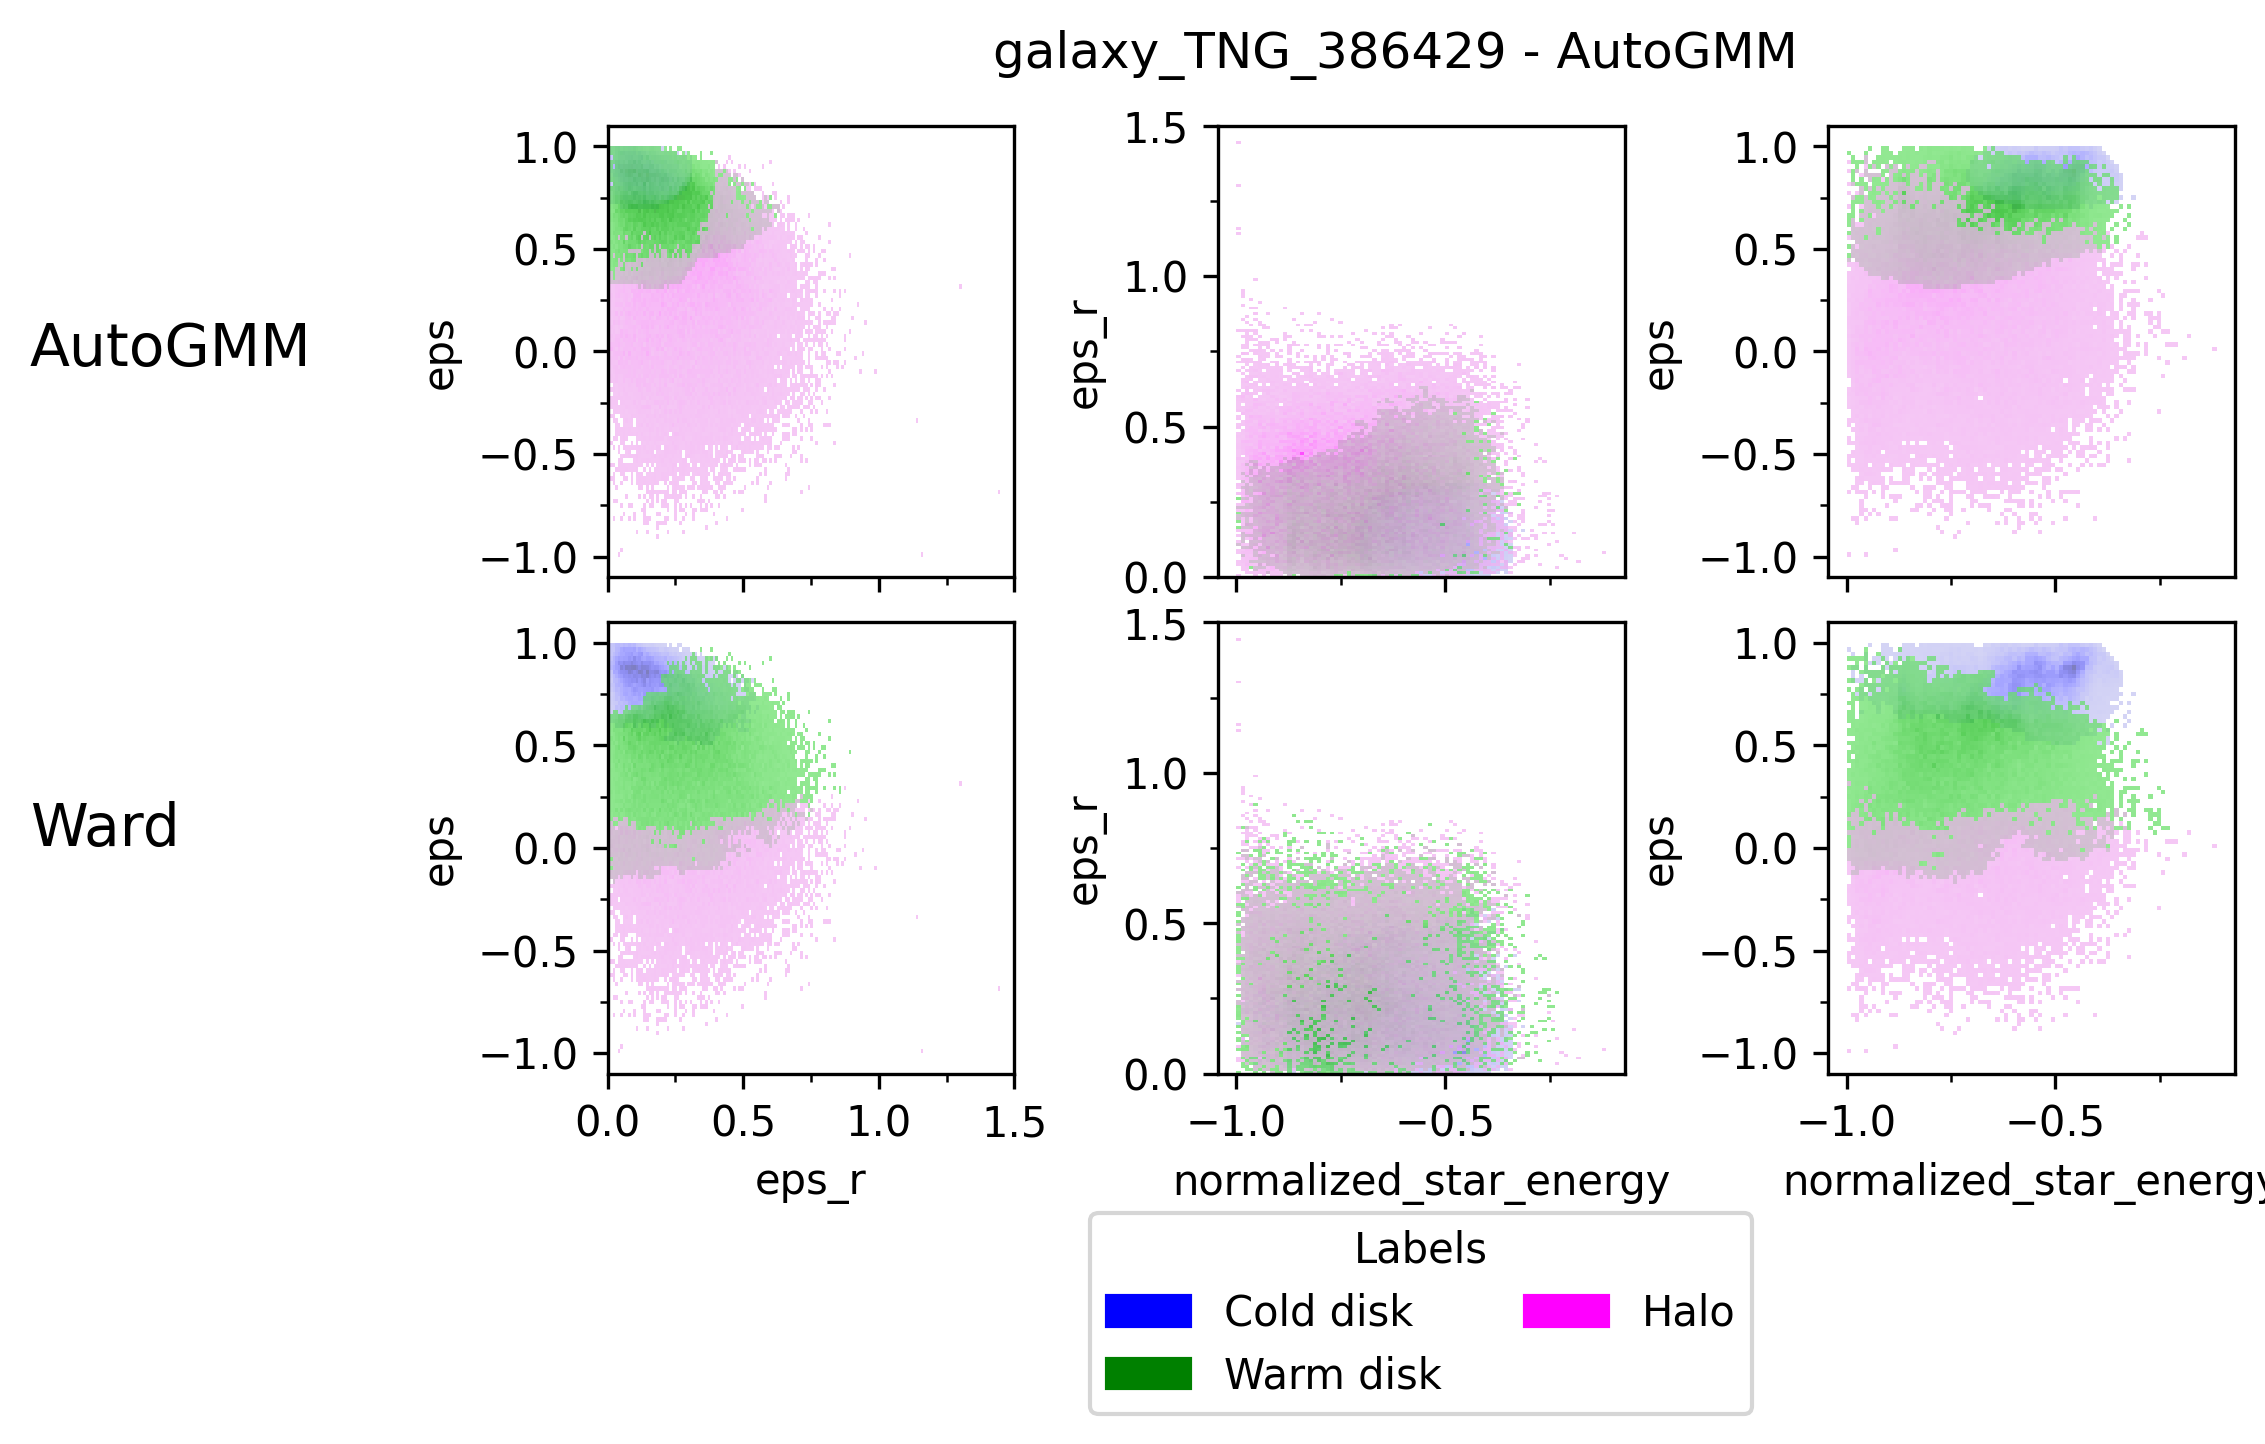 galaxy_TNG_386429 - AutoGMM
AutoGMM
eps
1.0
0.5
0.0
−0.5
−1.0
eps_r
1.5
1.0
0.5
0.0
eps
1.0
0.5
0.0
−0.5
−1.0
Ward
eps
1.0
0.5
0.0
−0.5
−1.0
0.0 0.5 1.0 1.5
eps_r
eps_r
1.5
1.0
0.5
0.0
−1.0 −0.5
normalized_star_energy
eps
1.0
0.5
0.0
−0.5
−1.0
−1.0 −0.5
normalized_star_energy
Labels
Cold disk
Warm disk
Halo